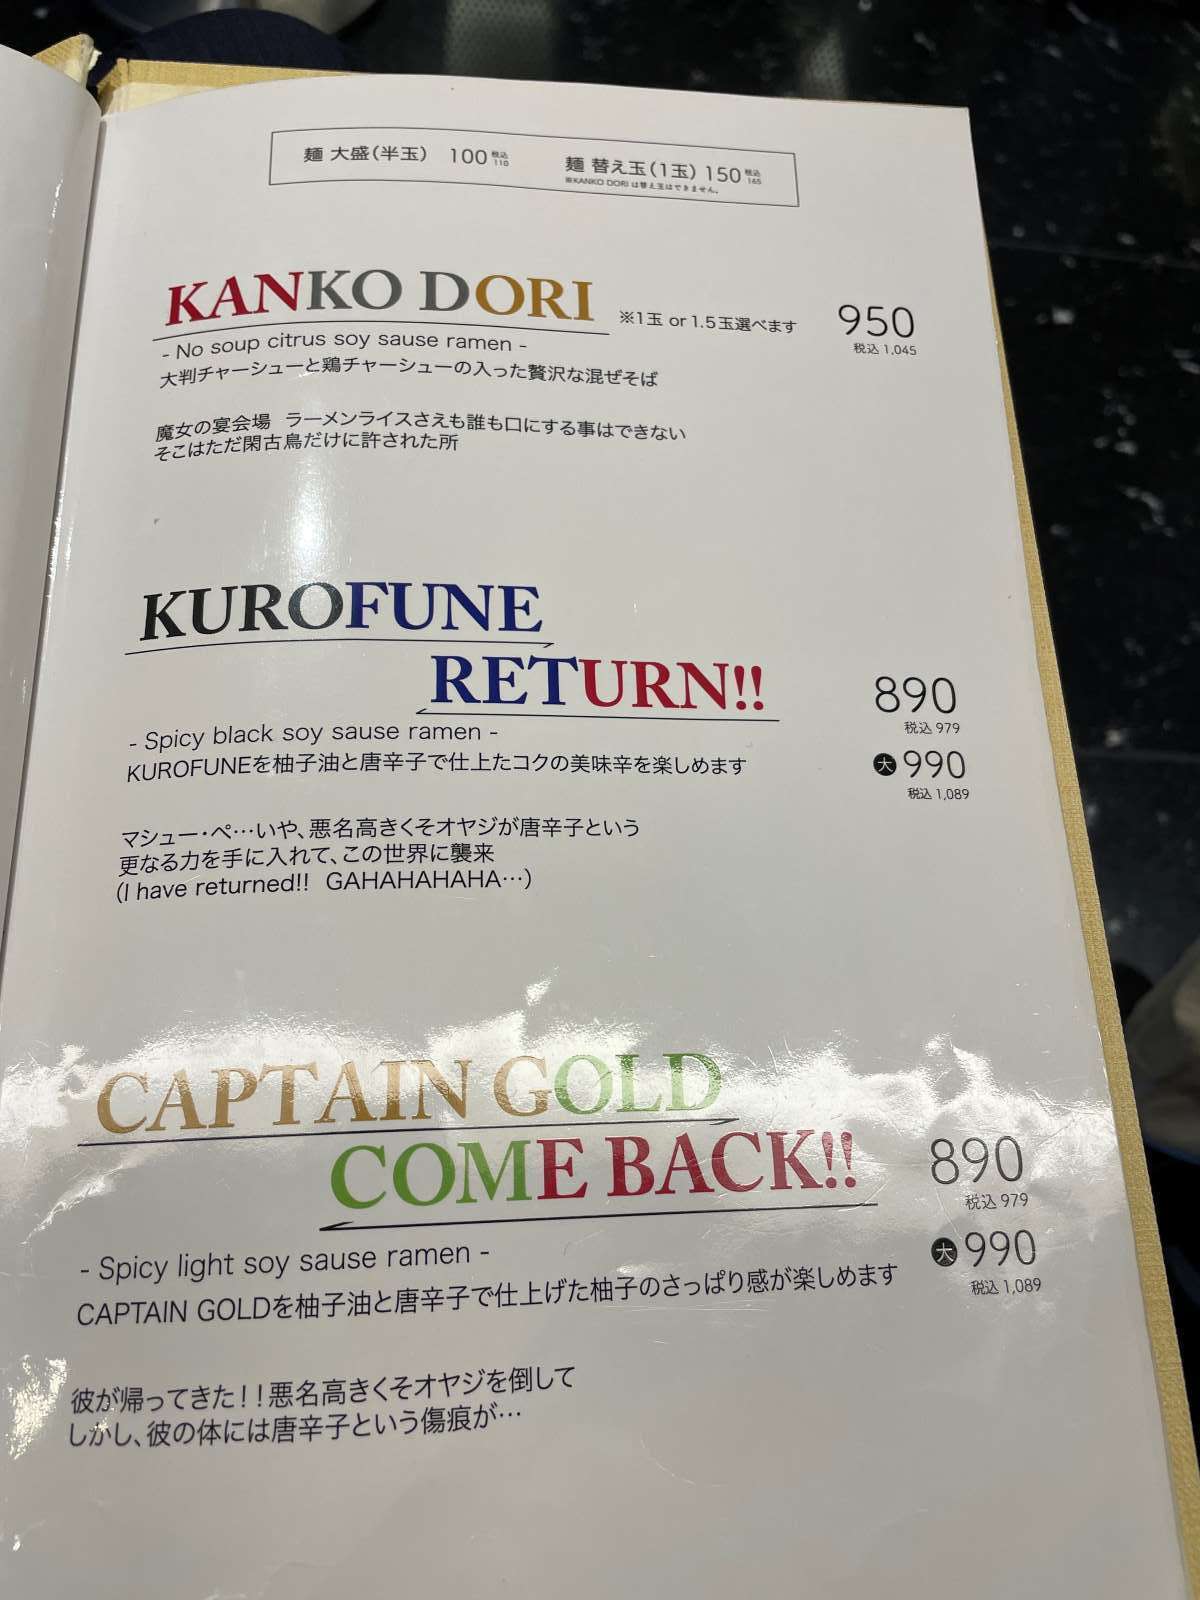 麺 大盛(半玉) 100 税込 110
麺 替え玉(1玉) 150 税込 165
※KANKO DORI は替え玉はできません。
KANKO DORI ※1玉 or 1.5玉選べます 950
税込 1,045
- No soup citrus soy sause ramen -
大判チャーシューと鶏チャーシューの入った贅沢な混ぜそば
魔女の宴会場 ラーメンライスさえも誰も口にする事はできない
そこはただ閑古鳥だけに許された所
KUROFUNE
RETURN!! 890
税込 979
- Spicy black soy sause ramen -
大 990
税込 1,089
KUROFUNEを柚子油と唐辛子で仕上たコクの美味辛を楽しめます
マシュー・ペ…いや、悪名高きくそオヤジが唐辛子という
更なる力を手に入れて、この世界に襲来
(I have returned!! GAHAHAHAHA…)
CAPTAIN GOLD
COME BACK!! 890
税込 979
- Spicy light soy sause ramen -
大 990
税込 1,089
CAPTAIN GOLDを柚子油と唐辛子で仕上げた柚子のさっぱり感が楽しめます
彼が帰ってきた!!悪名高きくそオヤジを倒して
しかし、彼の体には唐辛子という傷痕が…